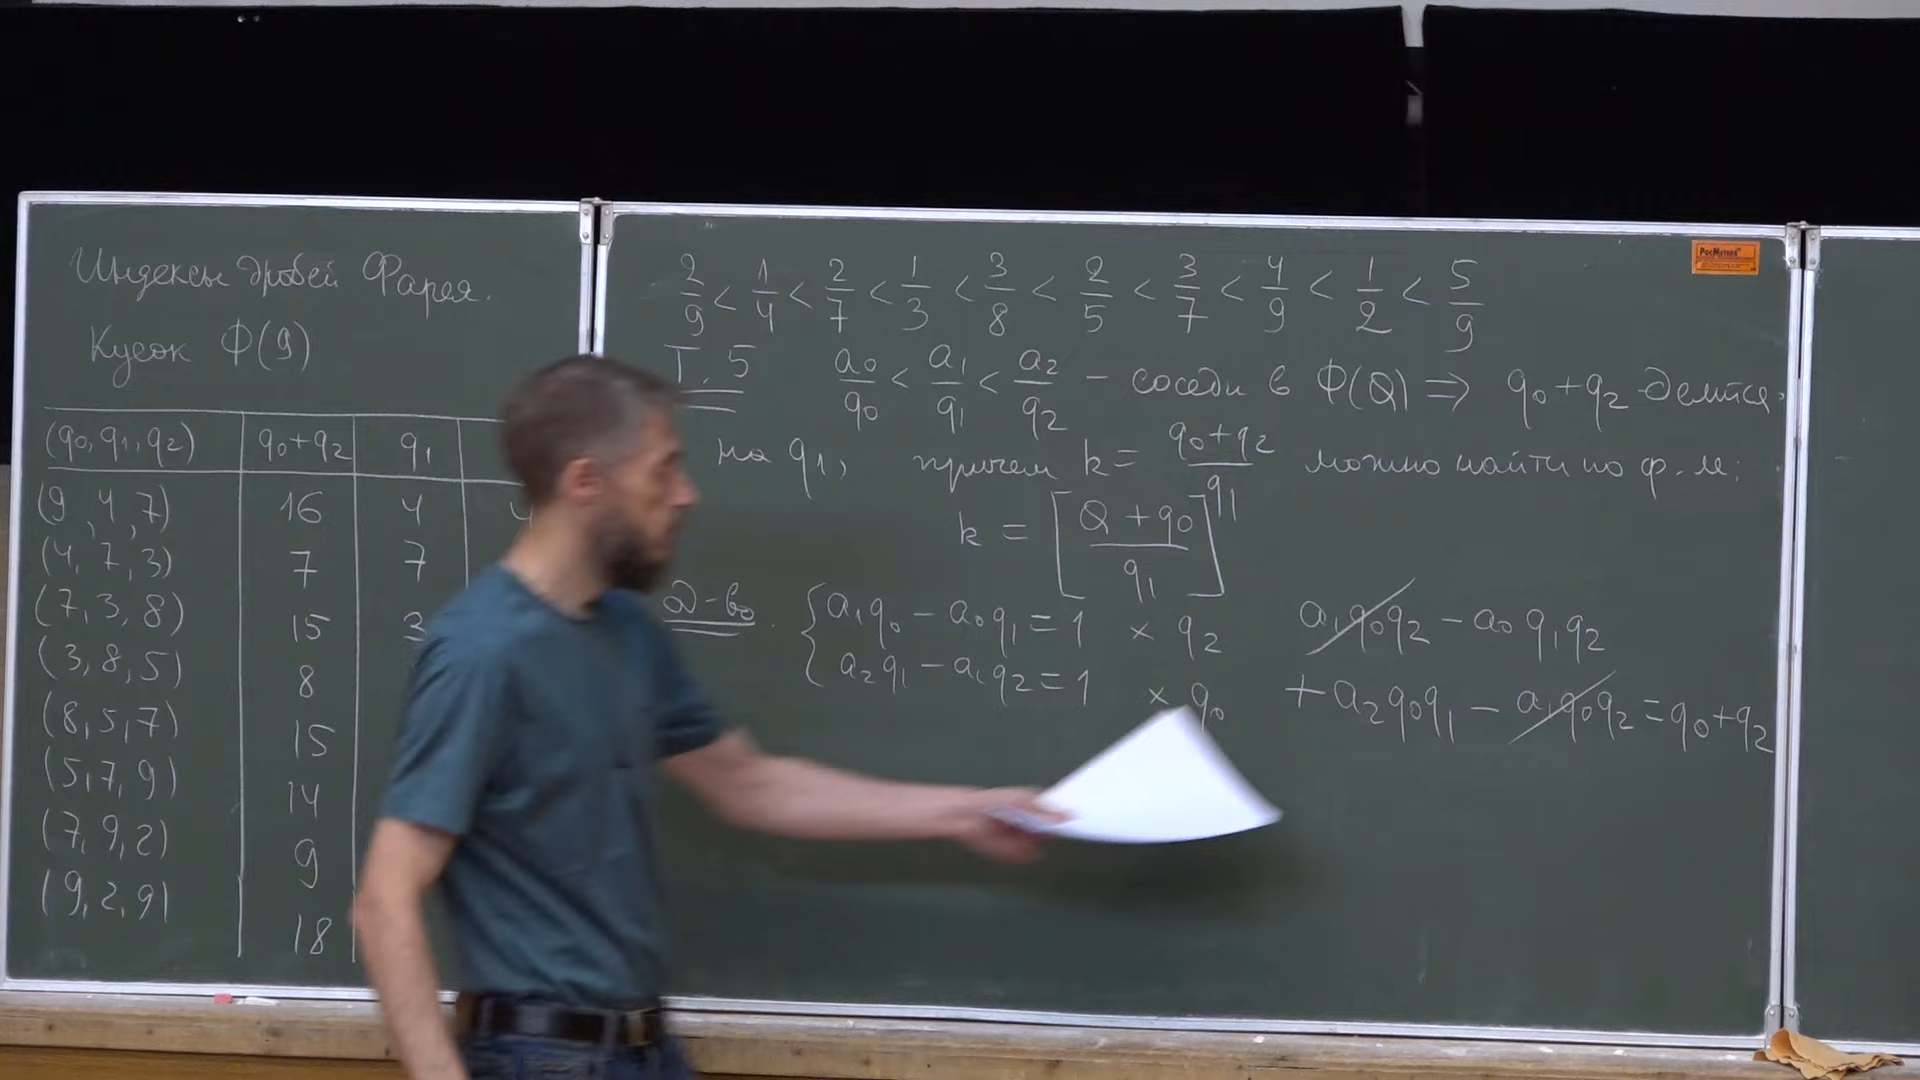 Индексы дробей Фарея.
Кусок Ф(9)
(q₀, q₁, q₂) q₀+q₂ q₁
(9, 4, 7) 16 4 4
(4, 7, 3) 7 7
(7, 3, 8) 15 3
(3, 8, 5) 8
(8, 5, 7) 15
(5, 7, 9) 14
(7, 9, 2) 9
(9, 2, 9) 18
2/9 < 1/4 < 2/7 < 1/3 < 3/8 < 2/5 < 3/7 < 4/9 < 1/2 < 5/9
Т. 5 a₀/q₀ < a₁/q₁ < a₂/q₂ – соседи в Ф(Q) ⇒ q₀+q₂ делится
на q₁, причем k = (q₀+q₂)/q₁ можно найти по ф-ле:
k = [(Q + q₀)/q₁]
Д-во. { a₁q₀ – a₀q₁ = 1 × q₂ a₁q₀q₂ – a₀q₁q₂
a₂q₁ – a₁q₂ = 1 × q₀ + a₂q₀q₁ – a₁q₀q₂ = q₀+q₂
РосМетал